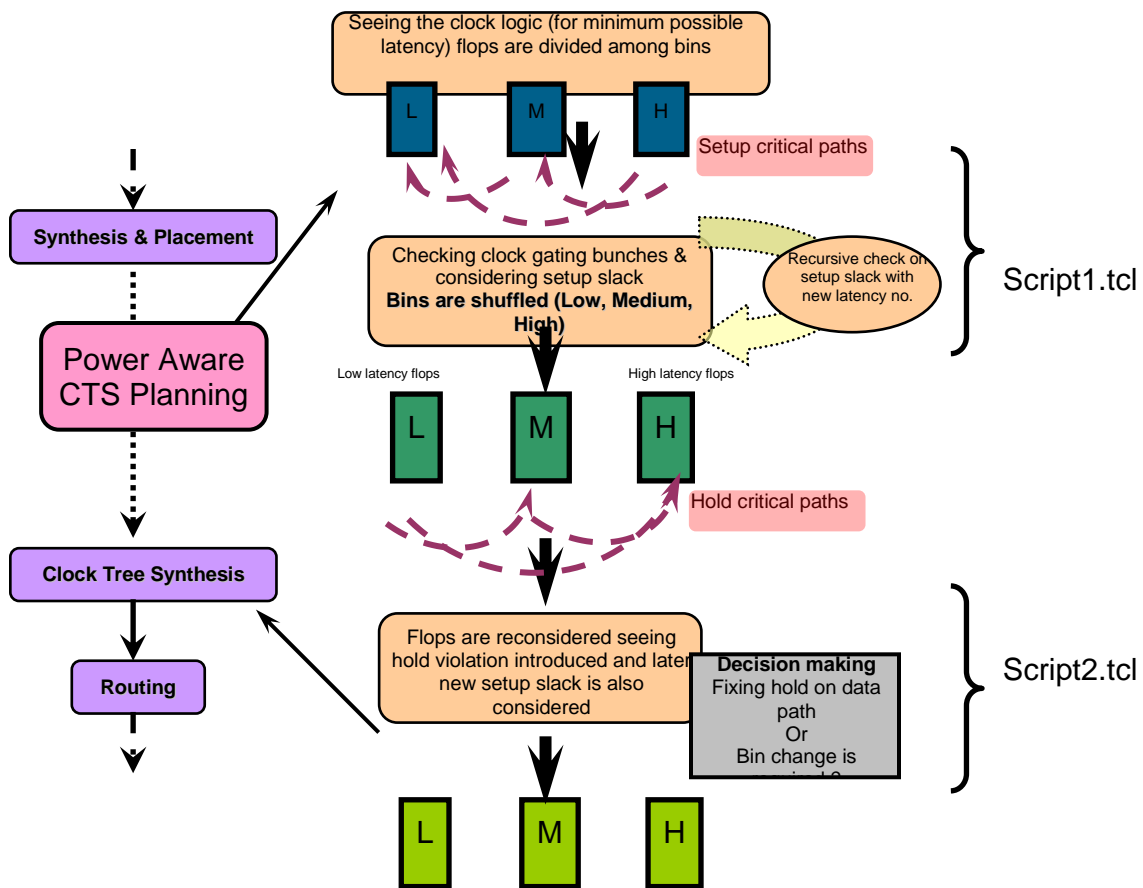 Seeing the clock logic (for minimum possible
latency) flops are divided among bins
L
M
H
Setup critical paths
Synthesis & Placement
Power Aware
CTS Planning
Clock Tree Synthesis
Routing
Checking clock gating bunches &
considering setup slack
Bins are shuffled (Low, Medium,
High)
Recursive check on
setup slack with
new latency no.
Script1.tcl
Low latency flops
High latency flops
L
M
H
Hold critical paths
Flops are reconsidered seeing
hold violation introduced and later
new setup slack is also
considered
Decision making
Fixing hold on data
path
Or
Bin change is
Script2.tcl
L
M
H